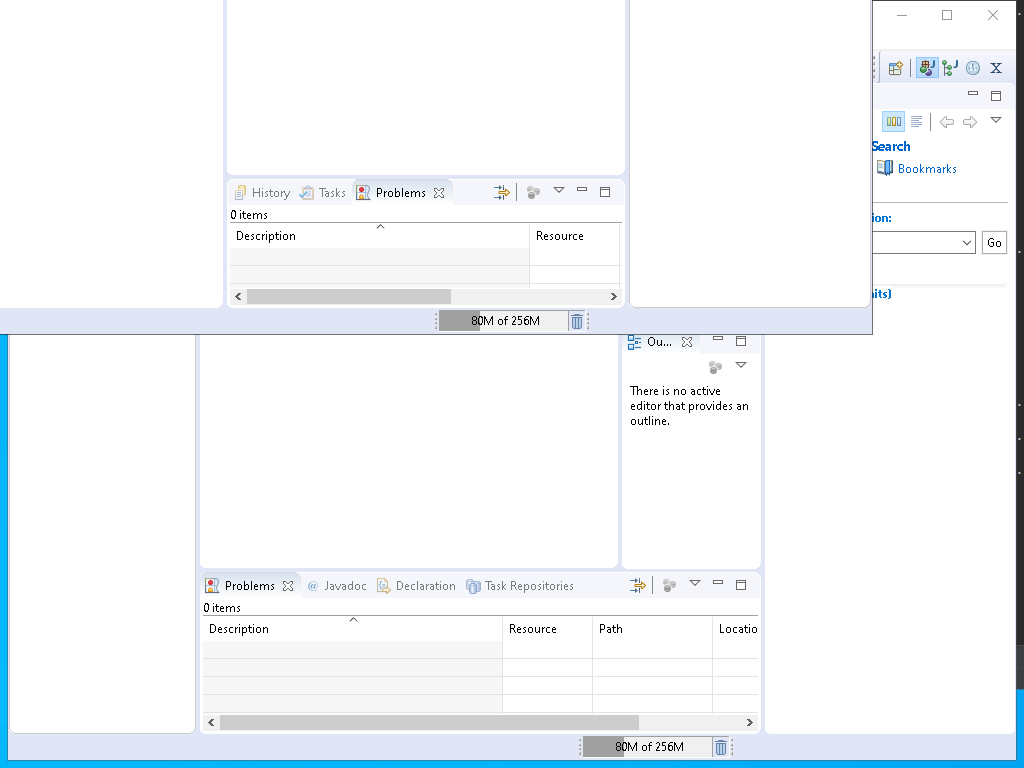 Search
Bookmarks
History Tasks Problems
0 items
Description Resource
ion:
Go
its)
80M of 256M
Ou...
There is no active
editor that provides an
outline.
Problems @ Javadoc Declaration Task Repositories
0 items
Description Resource Path Locatio
80M of 256M